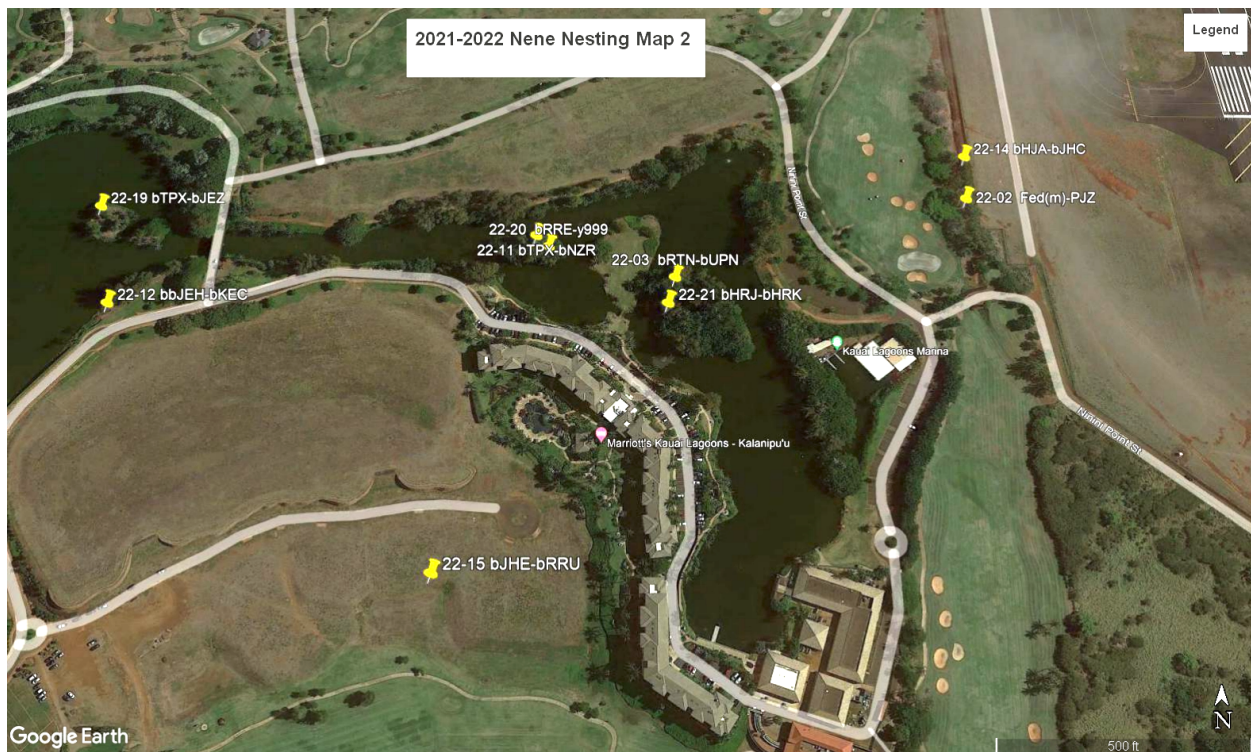 2021-2022 Nene Nesting Map 2
Legend
22-14 bHJA-bJHC
22-19 bTPX-bJEZ
22-02 Fed(m)-PJZ
Ninini Point St
22-20 bRRE-y999
22-11 bTPX-bNZR
22-03 bRTN-bUPN
22-12 bbJEH-bKEC
22-21 bHRJ-bHRK
Kauai Lagoons Marina
Ninini Point St
Marriott's Kauai Lagoons - Kalanipu'u
22-15 bJHE-bRRU
N
Google Earth
500 ft